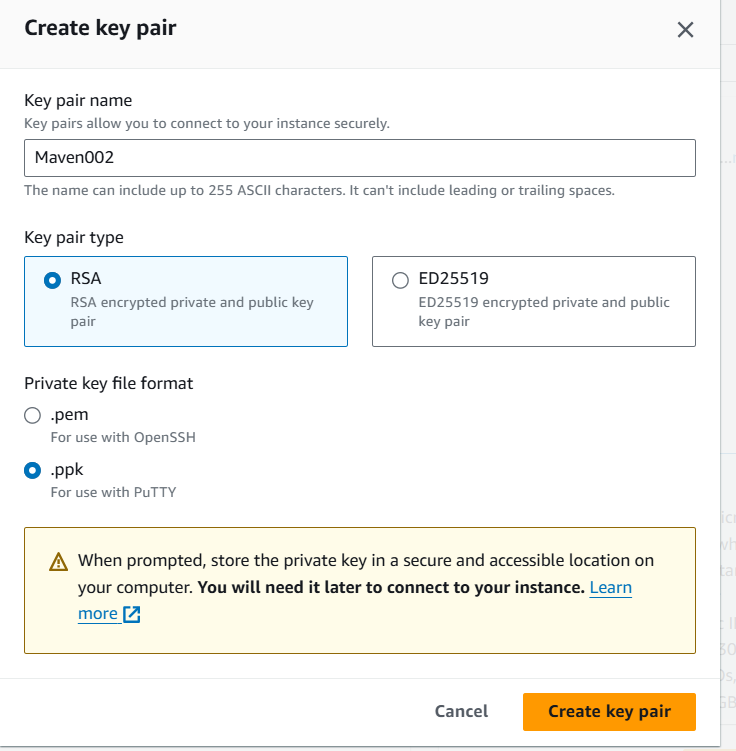 Create key pair
Key pair name
Key pairs allow you to connect to your instance securely.
Maven002
The name can include up to 255 ASCII characters. It can't include leading or trailing spaces.
Key pair type
RSA
RSA encrypted private and public key
pair
ED25519
ED25519 encrypted private and public
key pair
Private key file format
.pem
For use with OpenSSH
.ppk
For use with PuTTY
When prompted, store the private key in a secure and accessible location on
your computer. You will need it later to connect to your instance. Learn
more
Cancel
Create key pair